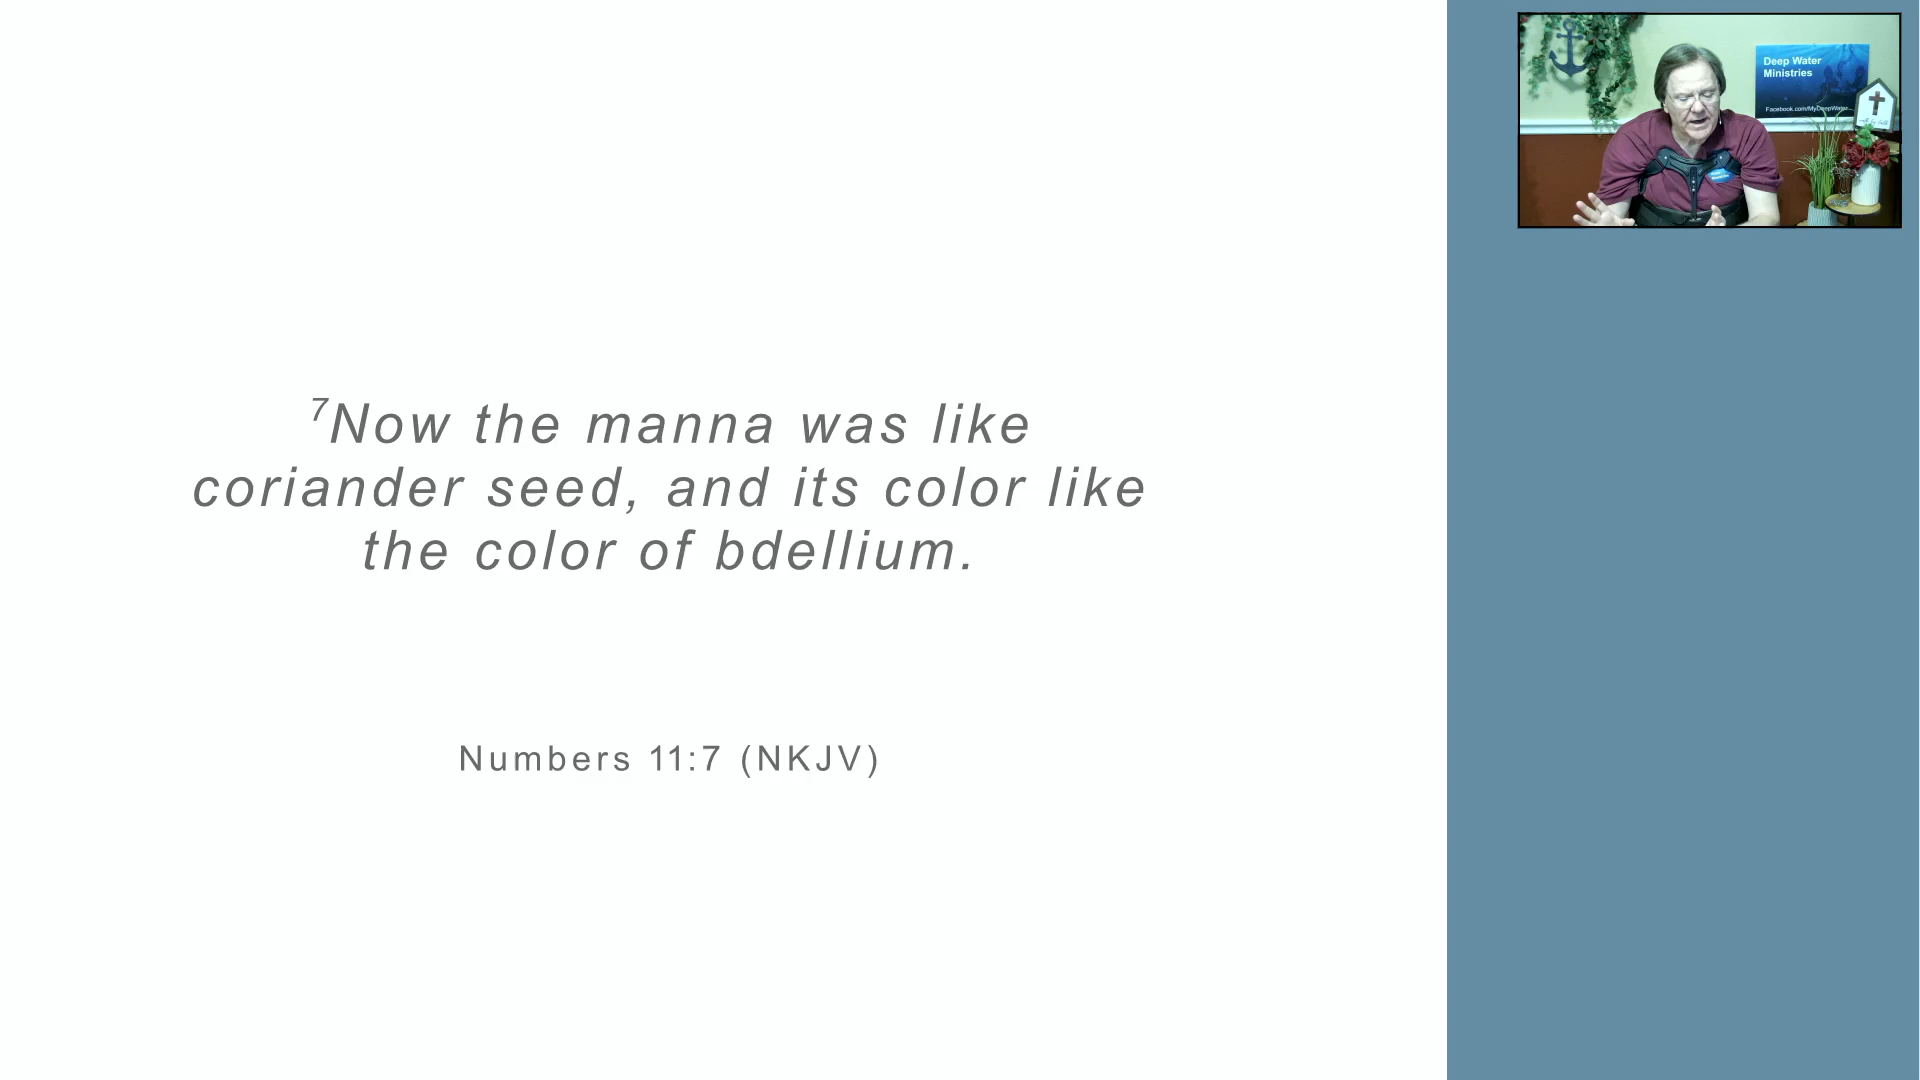 ⁷Now the manna was like
coriander seed, and its color like
the color of bdellium.
Numbers 11:7 (NKJV)
Deep Water
Ministries